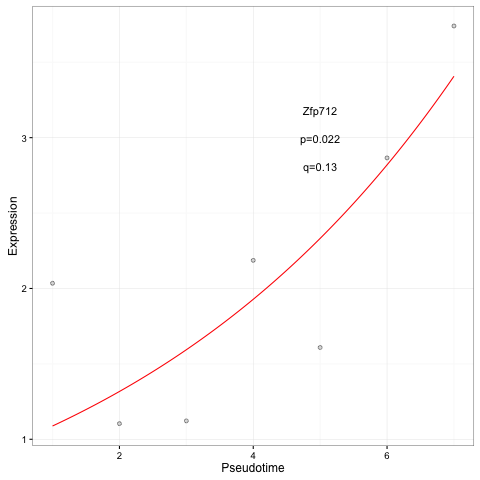 Zfp712
p=0.022
q=0.13
3
2
1
Expression
2 4 6
Pseudotime